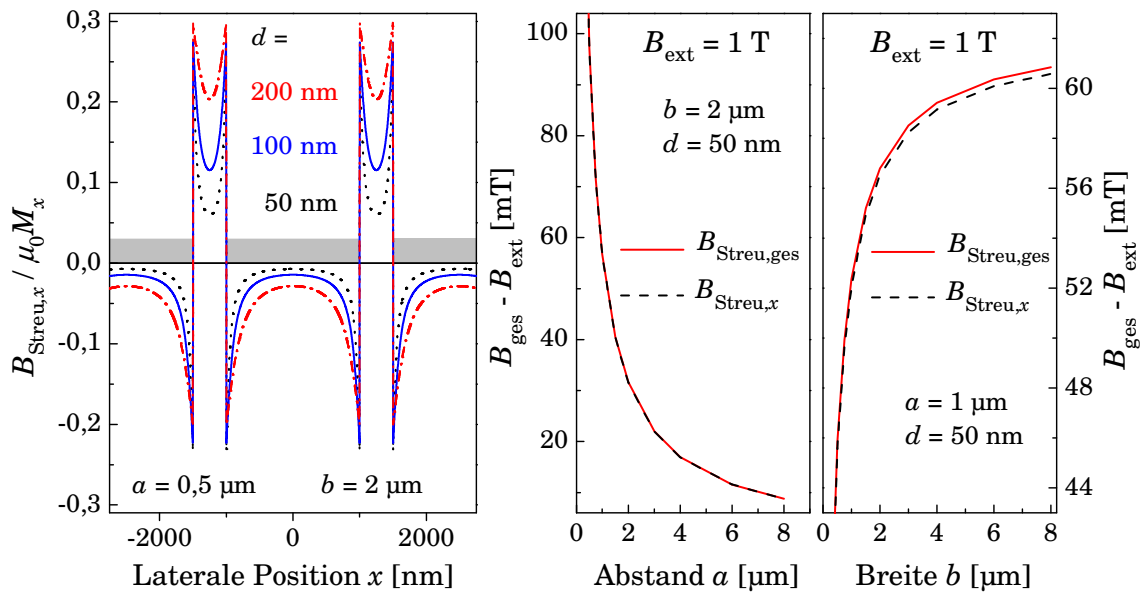 0,3
0,2
0,1
0,0
-0,1
-0,2
-0,3
B_Streu,x / μ₀M_x
d =
200 nm
100 nm
50 nm
a = 0,5 μm
b = 2 μm
-2000
0
2000
Laterale Position x [nm]
100
80
60
40
20
B_ges - B_ext [mT]
B_ext = 1 T
b = 2 μm
d = 50 nm
B_Streu,ges
B_Streu,x
0
2
4
6
8
Abstand a [μm]
B_ext = 1 T
B_Streu,ges
B_Streu,x
a = 1 μm
d = 50 nm
0
2
4
6
8
Breite b [μm]
60
56
52
48
44
B_ges - B_ext [mT]